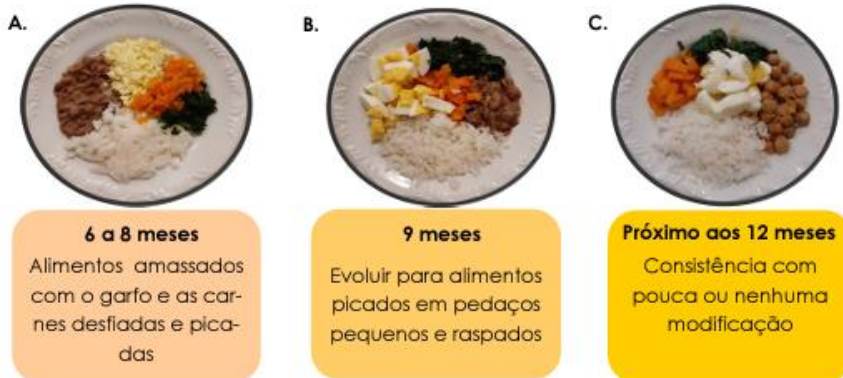 A.
B.
C.
6 a 8 meses
Alimentos amassados
com o garfo e as car-
nes desfiadas e pica-
das
9 meses
Evoluir para alimentos
picados em pedaços
pequenos e raspados
Próximo aos 12 meses
Consistência com
pouca ou nenhuma
modificação